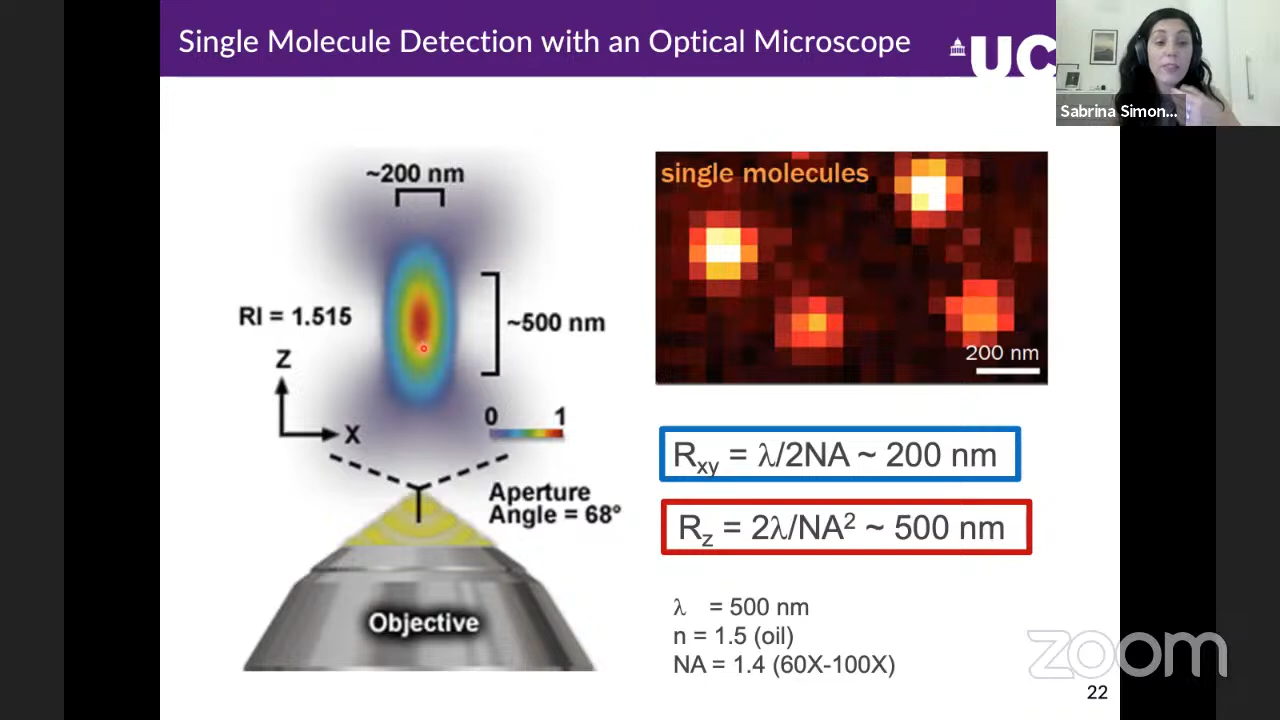 Single Molecule Detection with an Optical Microscope
UC
Sabrina Simon...
~200 nm
RI = 1.515
~500 nm
Z
X
0 1
Aperture
Angle = 68°
Objective
single molecules
200 nm
Rxy = λ/2NA ~ 200 nm
Rz = 2λ/NA² ~ 500 nm
λ = 500 nm
n = 1.5 (oil)
NA = 1.4 (60X-100X)
zoom
22